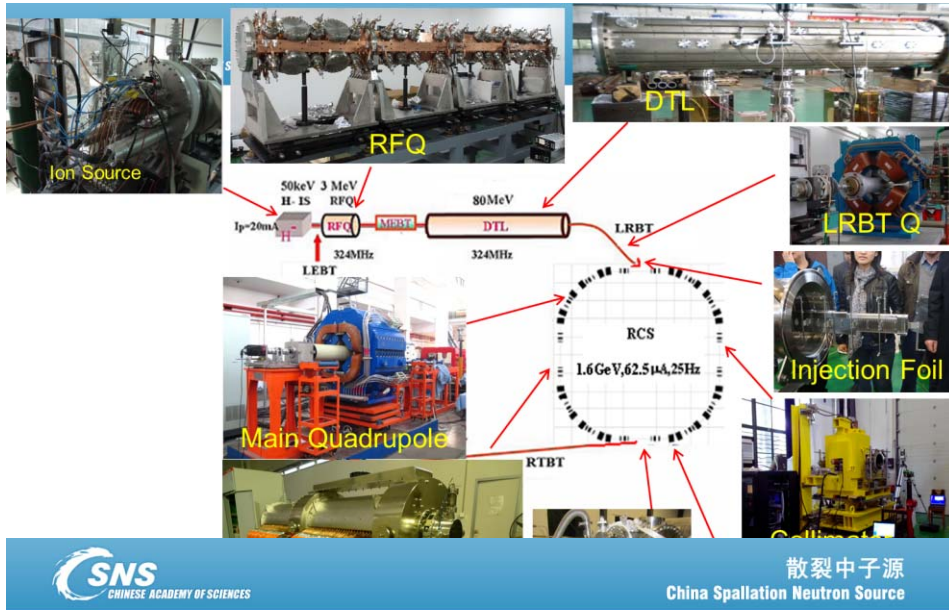 RFQ
DTL
Ion Source
LRBT Q
50keV 3 MeV
H- IS RFQ
80MeV
Ip=20mA
H-
RFQ
MEBT
DTL
LRBT
324MHz
324MHz
LEBT
RCS
1.6GeV,62.5μA,25Hz
Injection Foil
Main Quadrupole
RTBT
Collimator
CSNS
CHINESE ACADEMY OF SCIENCES
散裂中子源
China Spallation Neutron Source